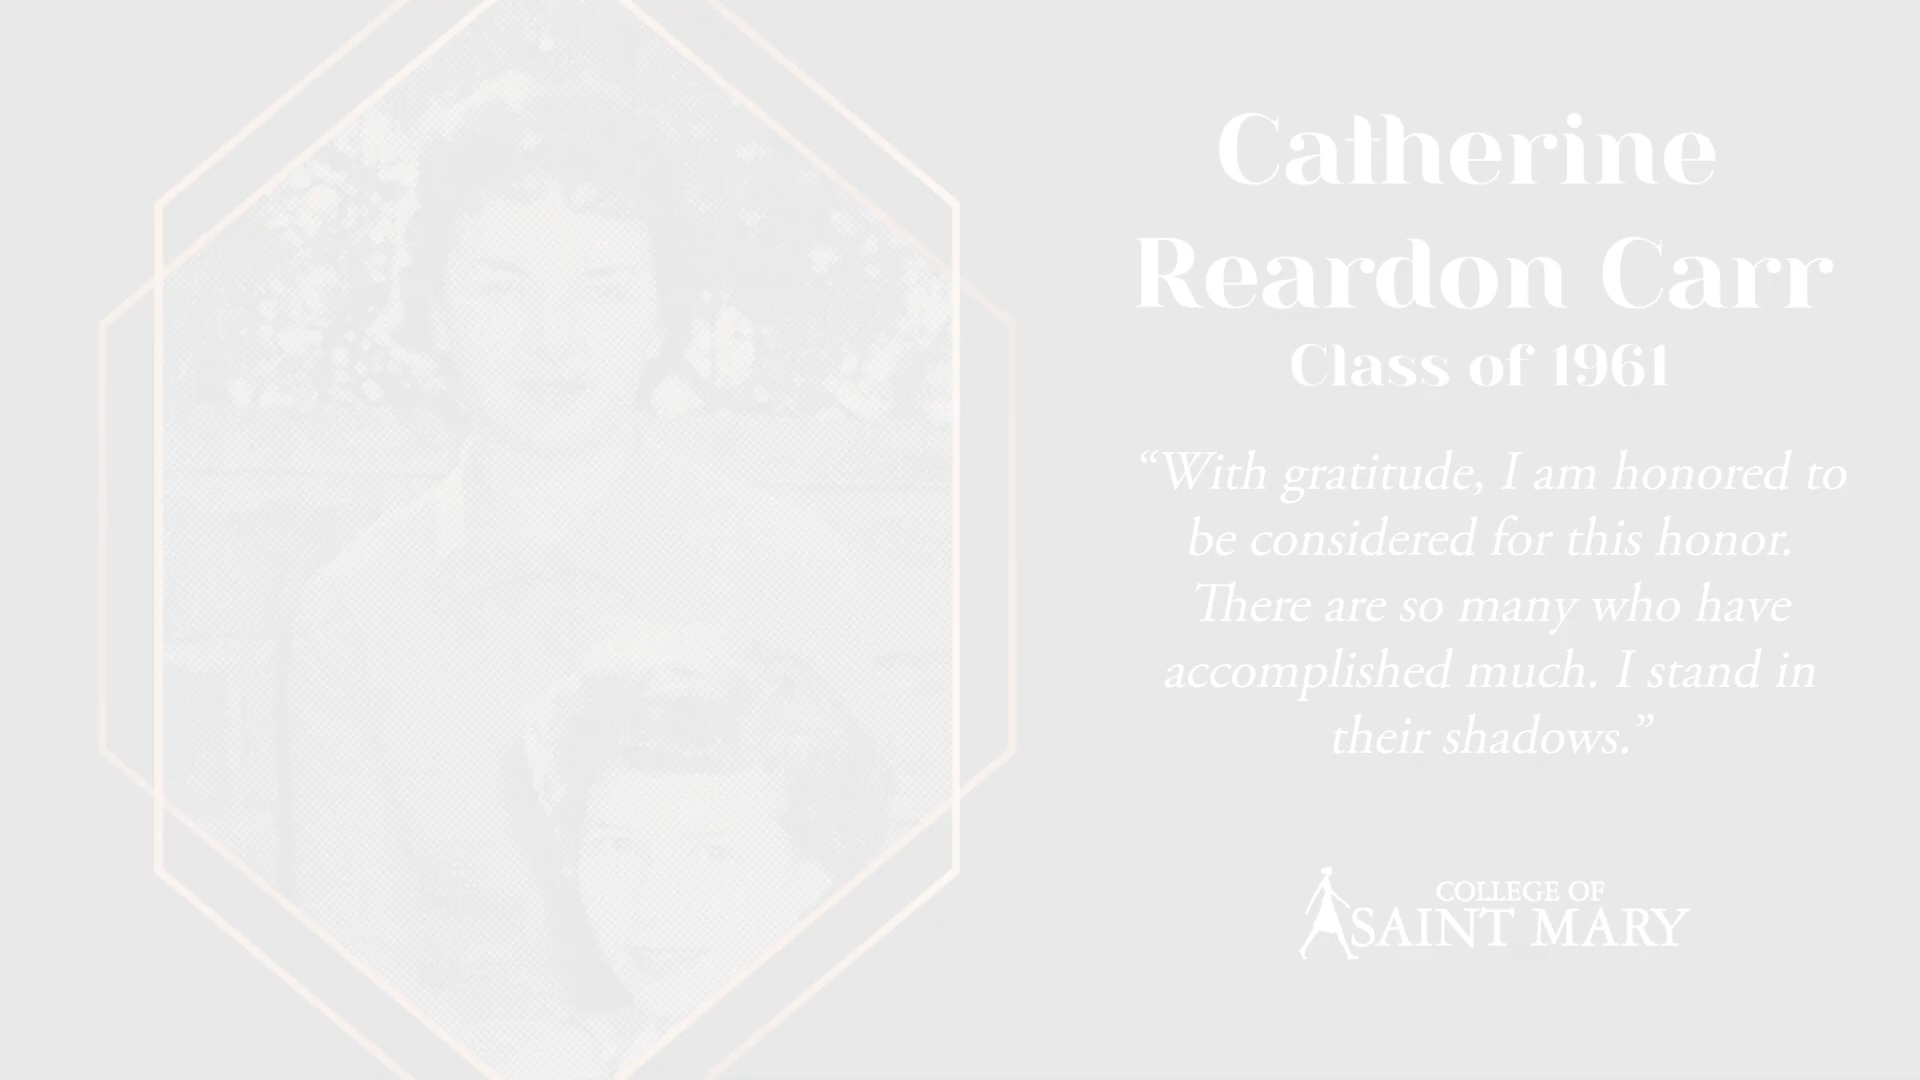 Catherine
Reardon Carr
Class of 1961
“With gratitude, I am honored to
be considered for this honor.
There are so many who have
accomplished much. I stand in
their shadows.”
COLLEGE OF
SAINT MARY